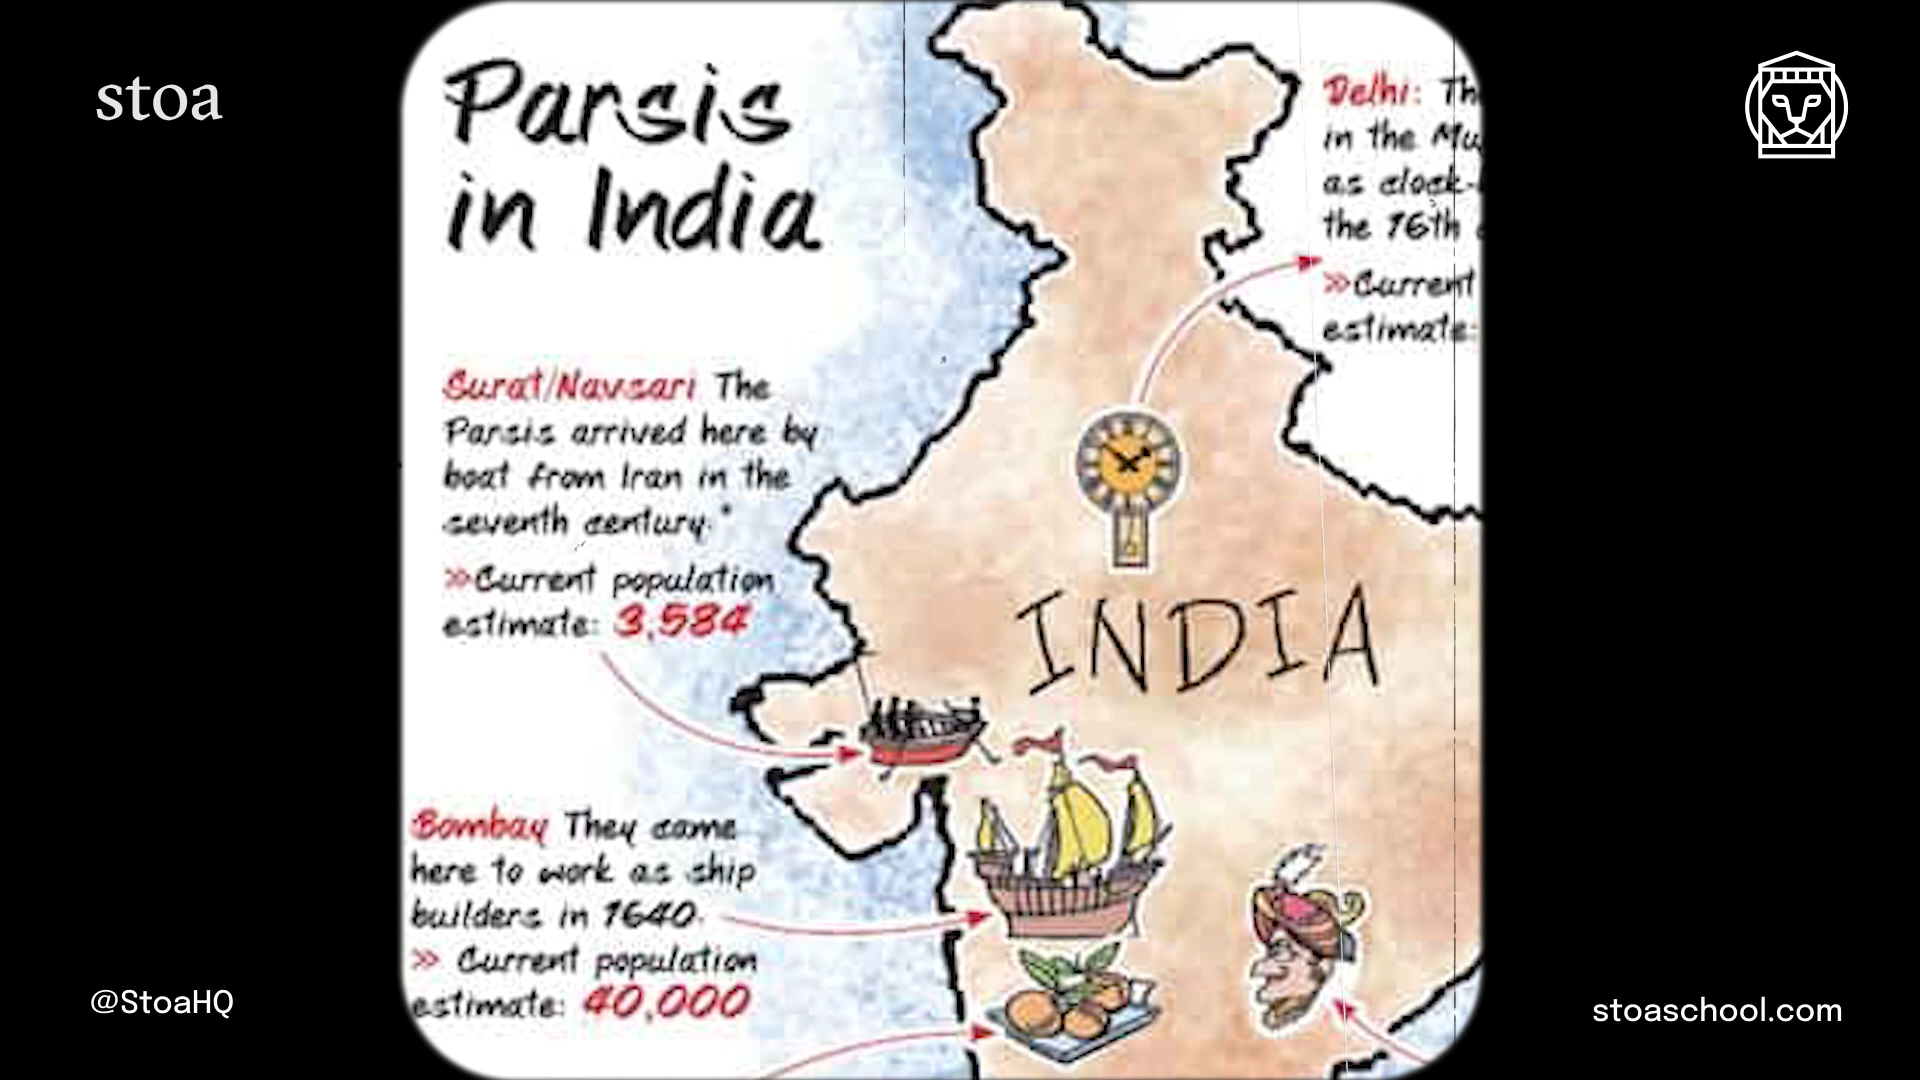 stoa
Parsis
in India
Surat/Navsari The
Parsis arrived here by
boat from Iran in the
seventh century.*
»Current population
estimate: 3,584
Bombay They came
here to work as ship
builders in 1640.
» Current population
estimate: 40,000
Delhi: Th
in the Mu
as clock-
the 16th
»Current
estimate:
INDIA
@StoaHQ
stoaschool.com